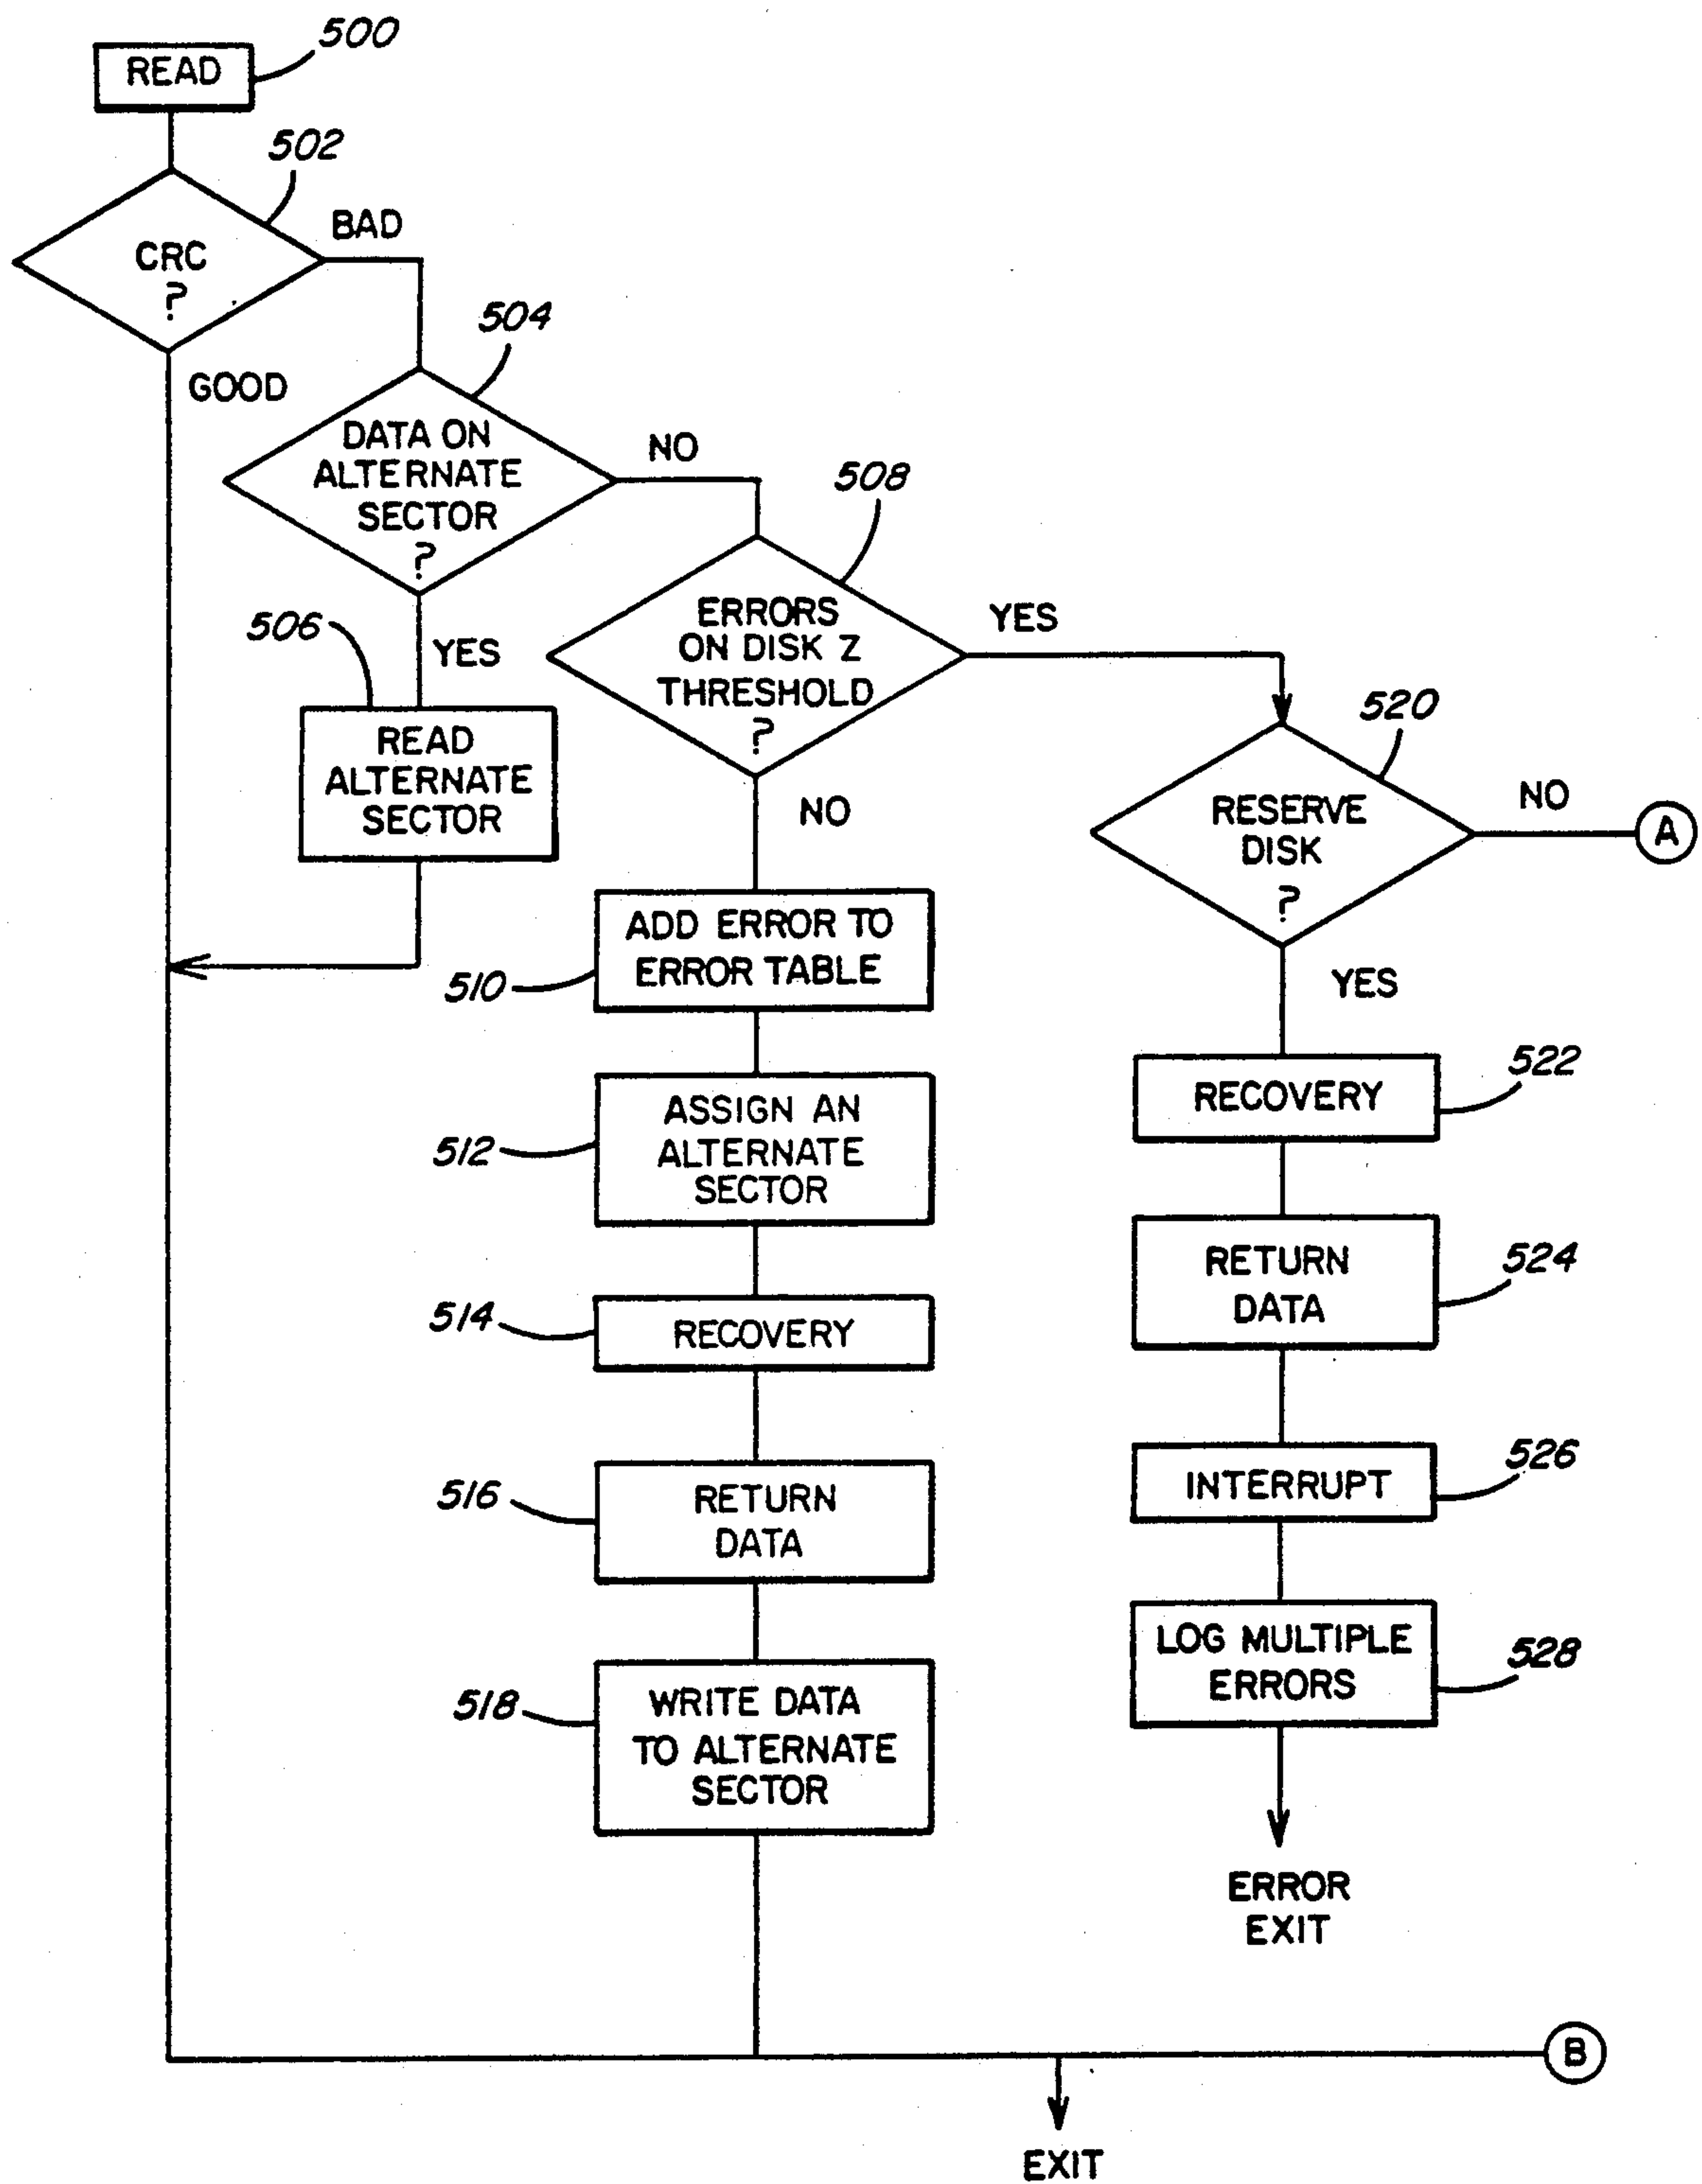 500
READ
502
BAD
CRC
?
GOOD
504
DATA ON
ALTERNATE
SECTOR
?
NO
508
506
YES
ERRORS
ON DISK Z
THRESHOLD
?
YES
READ
ALTERNATE
SECTOR
NO
520
RESERVE
DISK
?
NO
A
ADD ERROR TO
ERROR TABLE
510
YES
ASSIGN AN
ALTERNATE
SECTOR
512
RECOVERY
522
RECOVERY
514
RETURN
DATA
524
RETURN
DATA
516
INTERRUPT
526
WRITE DATA
TO ALTERNATE
SECTOR
518
LOG MULTIPLE
ERRORS
528
ERROR
EXIT
B
EXIT